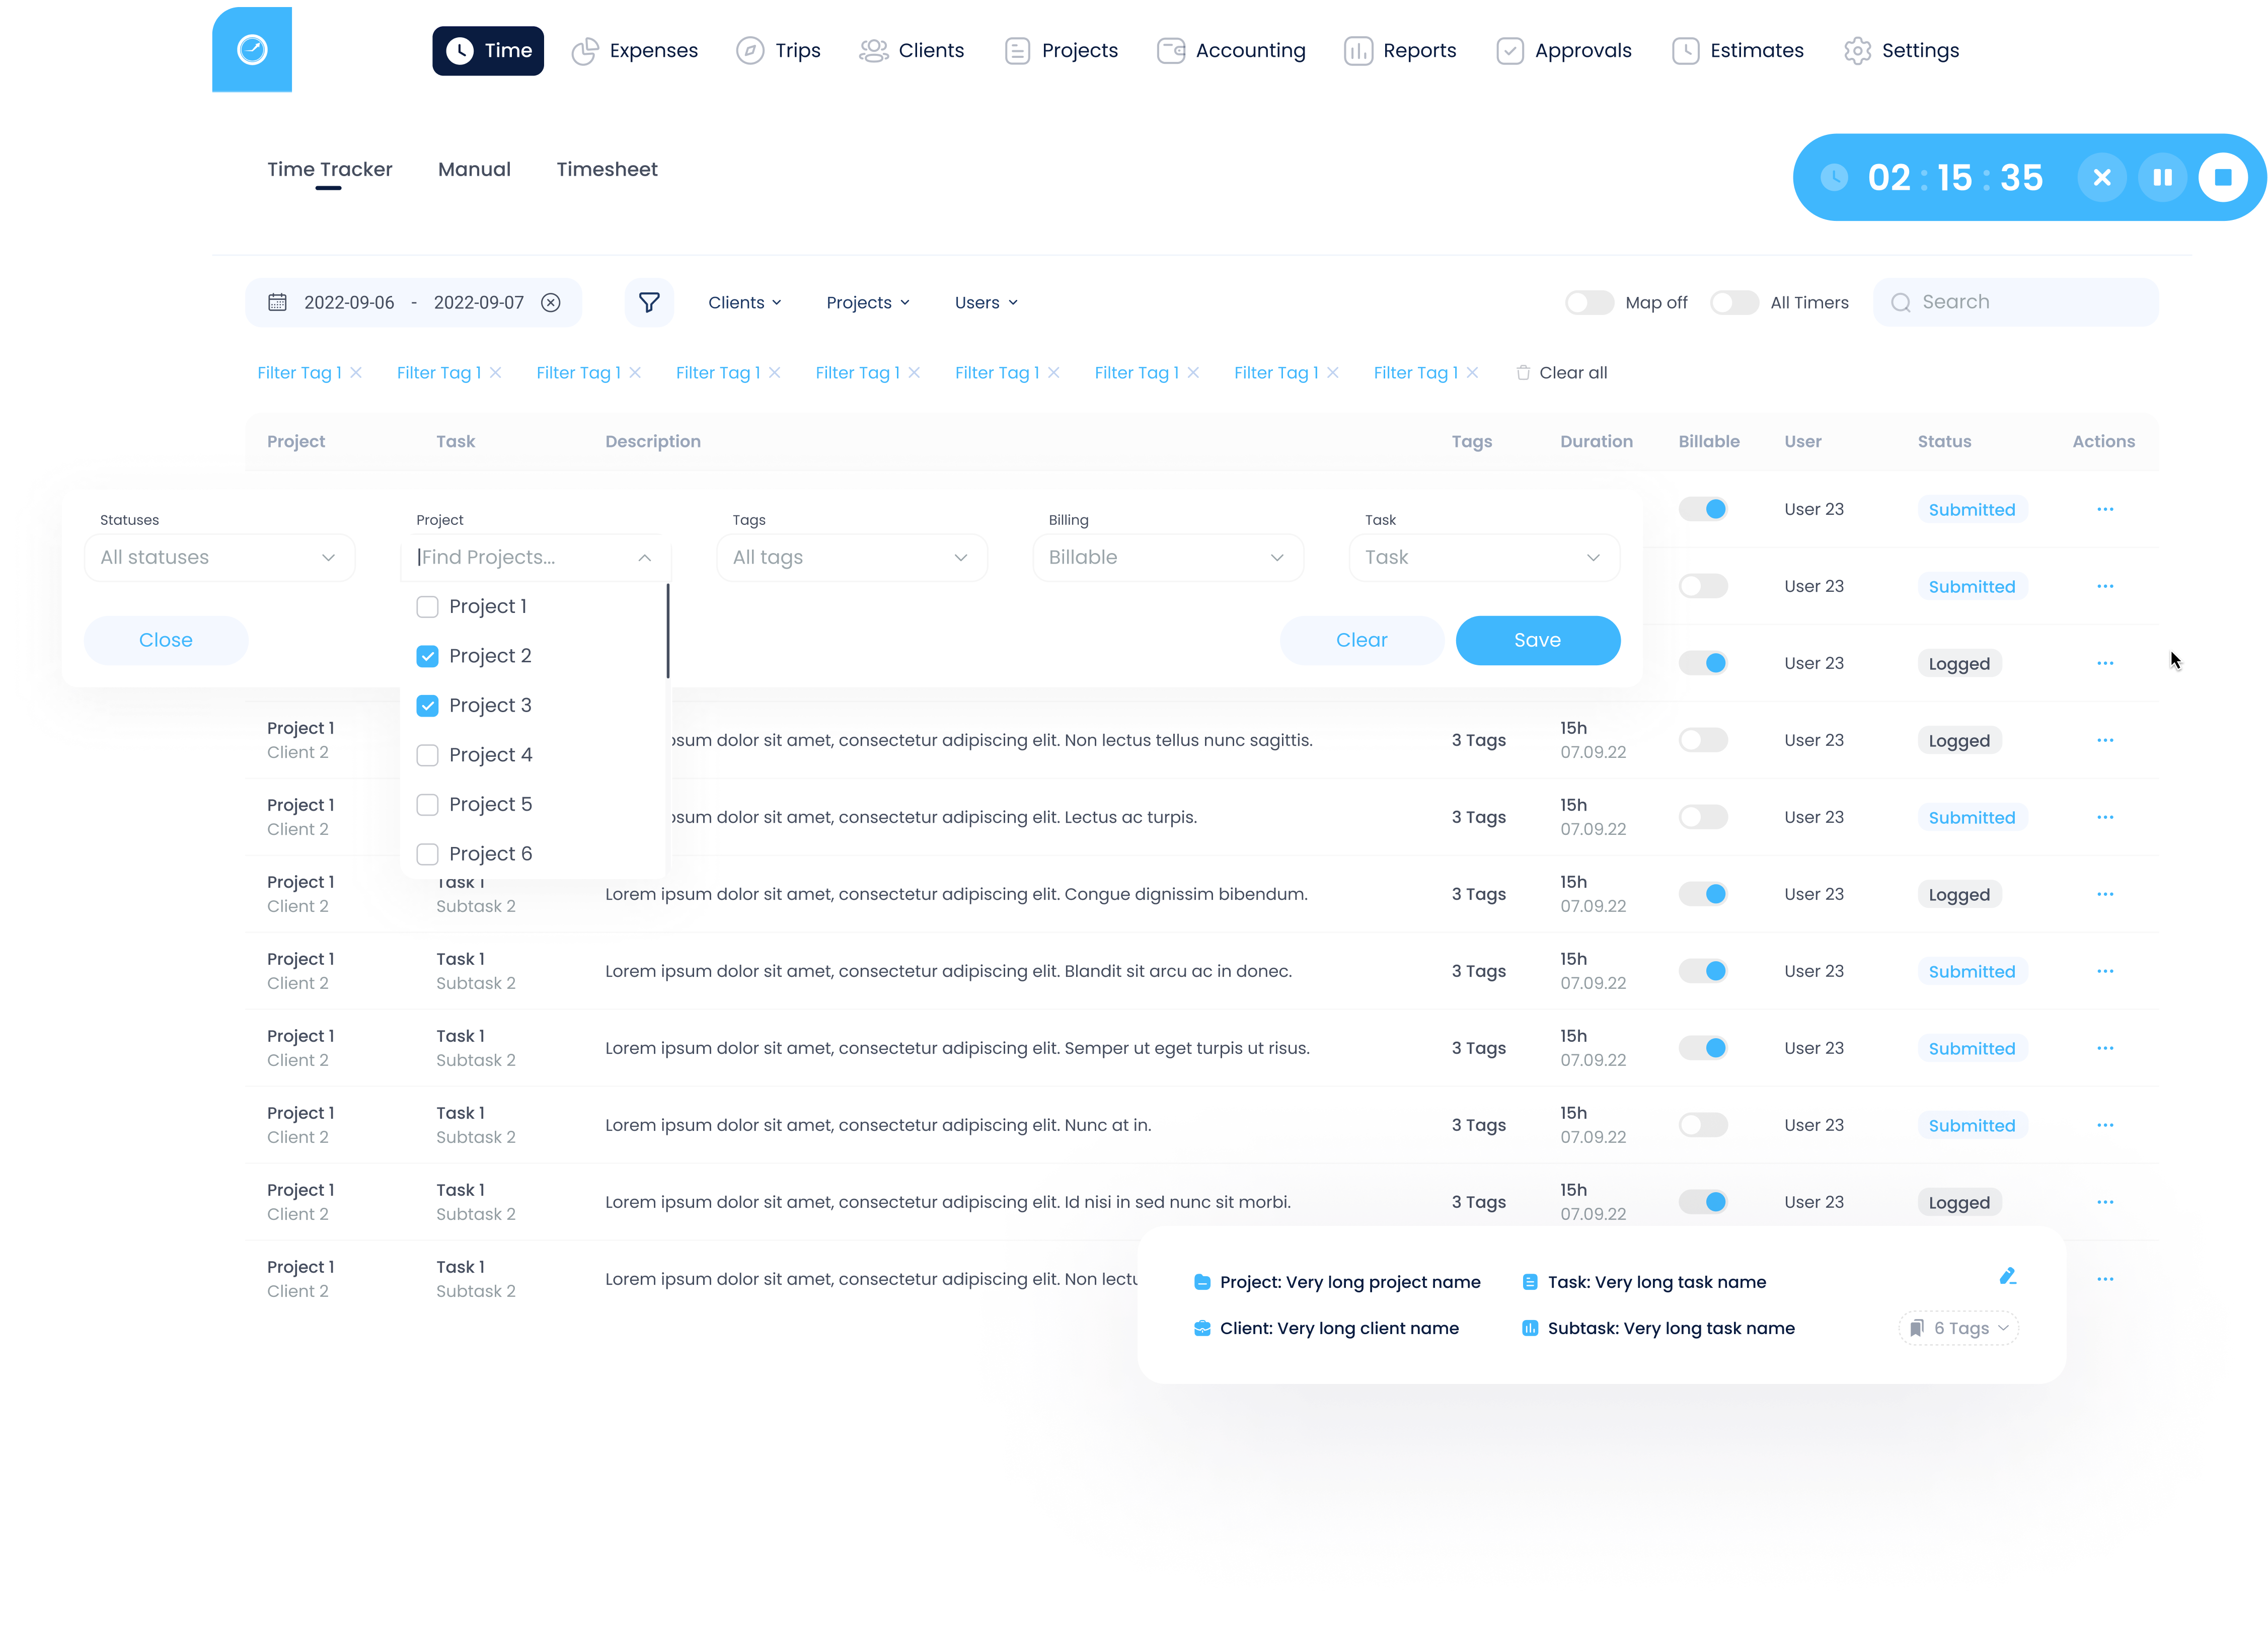 Time Expenses Trips Clients Projects Accounting Reports Approvals Estimates Settings
Time Tracker Manual Timesheet
02 : 15 : 35
2022-09-06 - 2022-09-07 Clients Projects Users Map off All Timers Search
Filter Tag 1 Filter Tag 1 Filter Tag 1 Filter Tag 1 Filter Tag 1 Filter Tag 1 Filter Tag 1 Filter Tag 1 Filter Tag 1 Clear all
Project Task Description Tags Duration Billable User Status Actions
User 23 Submitted
Statuses Project Tags Billing Task
All statuses Find Projects... All tags Billable Task
User 23 Submitted
Close Clear Save
User 23 Logged
Project 1
Project 2
Project 3
Project 4
Project 5
Project 6
Project 1 15h
sum dolor sit amet, consectetur adipiscing elit. Non lectus tellus nunc sagittis. 3 Tags User 23 Logged
Client 2 07.09.22
Project 1 15h
sum dolor sit amet, consectetur adipiscing elit. Lectus ac turpis. 3 Tags User 23 Submitted
Client 2 07.09.22
Project 1 Task 1 15h
Lorem ipsum dolor sit amet, consectetur adipiscing elit. Congue dignissim bibendum. 3 Tags User 23 Logged
Client 2 Subtask 2 07.09.22
Project 1 Task 1 15h
Lorem ipsum dolor sit amet, consectetur adipiscing elit. Blandit sit arcu ac in donec. 3 Tags User 23 Submitted
Client 2 Subtask 2 07.09.22
Project 1 Task 1 15h
Lorem ipsum dolor sit amet, consectetur adipiscing elit. Semper ut eget turpis ut risus. 3 Tags User 23 Submitted
Client 2 Subtask 2 07.09.22
Project 1 Task 1 15h
Lorem ipsum dolor sit amet, consectetur adipiscing elit. Nunc at in. 3 Tags User 23 Submitted
Client 2 Subtask 2 07.09.22
Project 1 Task 1 15h
Lorem ipsum dolor sit amet, consectetur adipiscing elit. Id nisi in sed nunc sit morbi. 3 Tags User 23 Logged
Client 2 Subtask 2 07.09.22
Project 1 Task 1
Lorem ipsum dolor sit amet, consectetur adipiscing elit. Non lectu
Client 2 Subtask 2
Project: Very long project name Task: Very long task name
Client: Very long client name Subtask: Very long task name 6 Tags